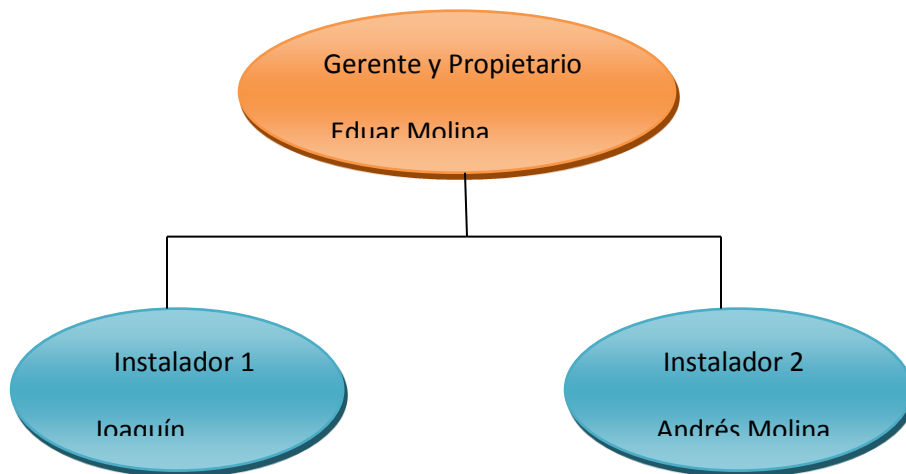 Gerente y Propietario
Eduar Molina
Instalador 1
Joaquín
Instalador 2
Andrés Molina